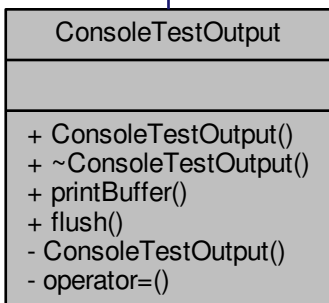 ConsoleTestOutput
+ ConsoleTestOutput()
+ ~ConsoleTestOutput()
+ printBuffer()
+ flush()
- ConsoleTestOutput()
- operator=()